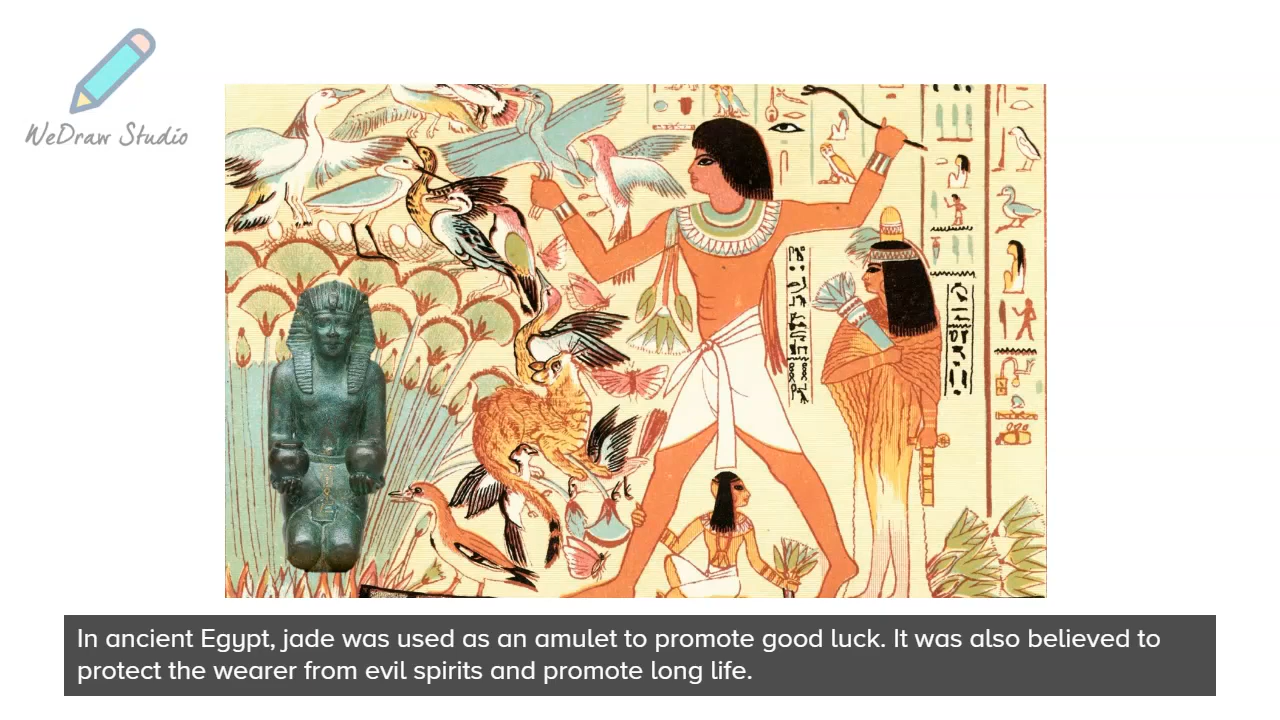 WeDraw Studio
In ancient Egypt, jade was used as an amulet to promote good luck. It was also believed to
protect the wearer from evil spirits and promote long life.